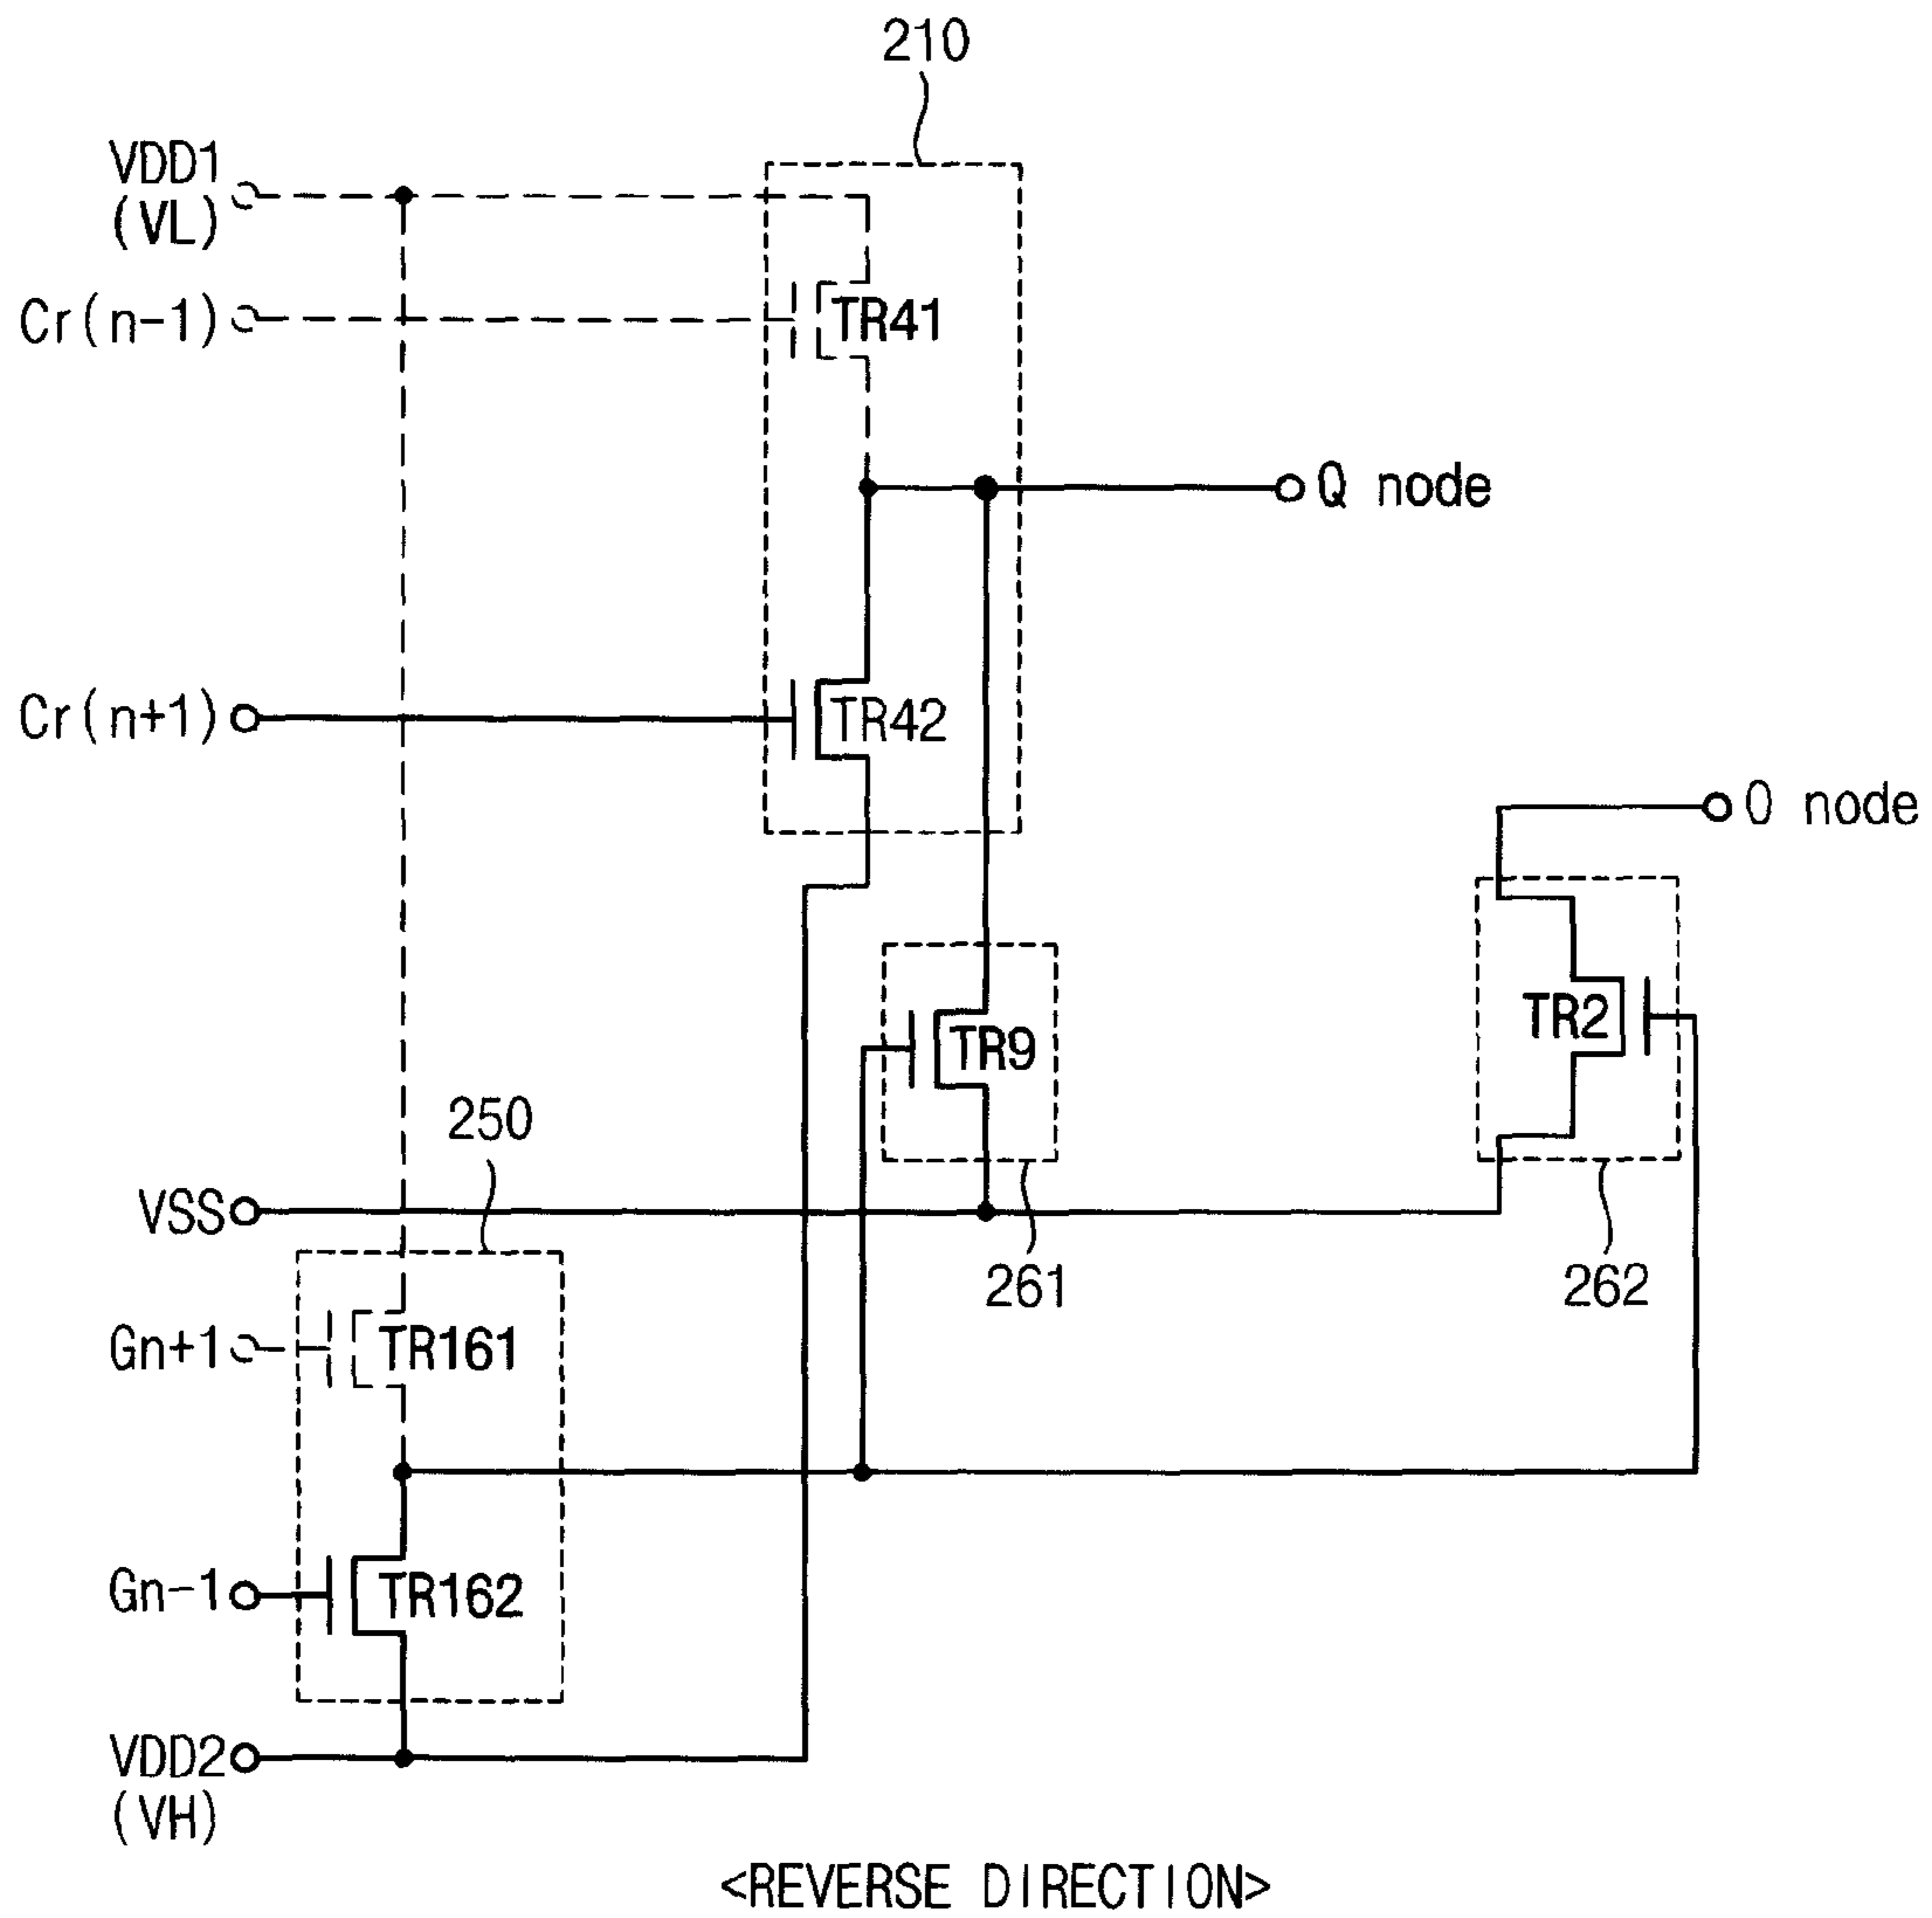 210
VDD1
(VL)
Cr(n-1)
TR41
Q node
Cr(n+1)
TR42
O node
TR2
TR9
250
VSS
261
262
Gn+1
TR161
Gn-1
TR162
VDD2
(VH)
<REVERSE DIRECTION>